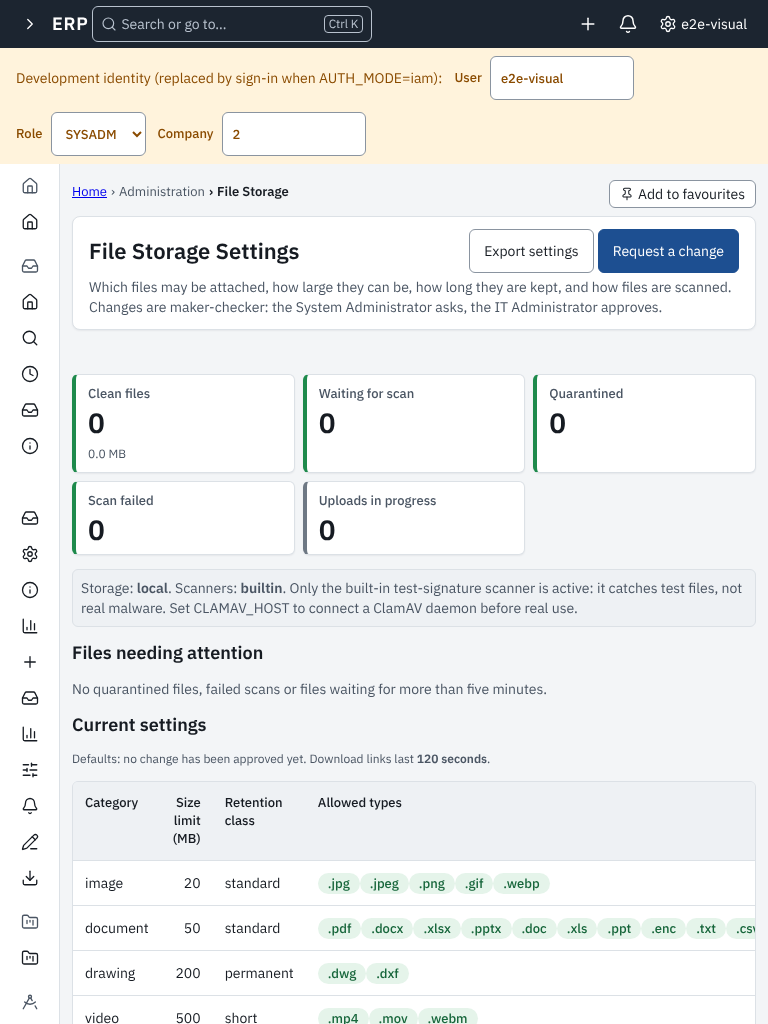 ERP
Search or go to...
Ctrl K
e2e-visual
Development identity (replaced by sign-in when AUTH_MODE=iam):
User
e2e-visual
Role
SYSADM
Company
2
Home › Administration › File Storage
Add to favourites
File Storage Settings
Export settings
Request a change
Which files may be attached, how large they can be, how long they are kept, and how files are scanned.
Changes are maker-checker: the System Administrator asks, the IT Administrator approves.
Clean files
0
0.0 MB
Waiting for scan
0
Quarantined
0
Scan failed
0
Uploads in progress
0
Storage: local. Scanners: builtin. Only the built-in test-signature scanner is active: it catches test files, not
real malware. Set CLAMAV_HOST to connect a ClamAV daemon before real use.
Files needing attention
No quarantined files, failed scans or files waiting for more than five minutes.
Current settings
Defaults: no change has been approved yet. Download links last 120 seconds.
Category
Size limit (MB)
Retention class
Allowed types
image 20 standard .jpg .jpeg .png .gif .webp
document 50 standard .pdf .docx .xlsx .pptx .doc .xls .ppt .enc .txt
drawing 200 permanent .dwg .dxf
video 500 short .mp4 .mov .webm